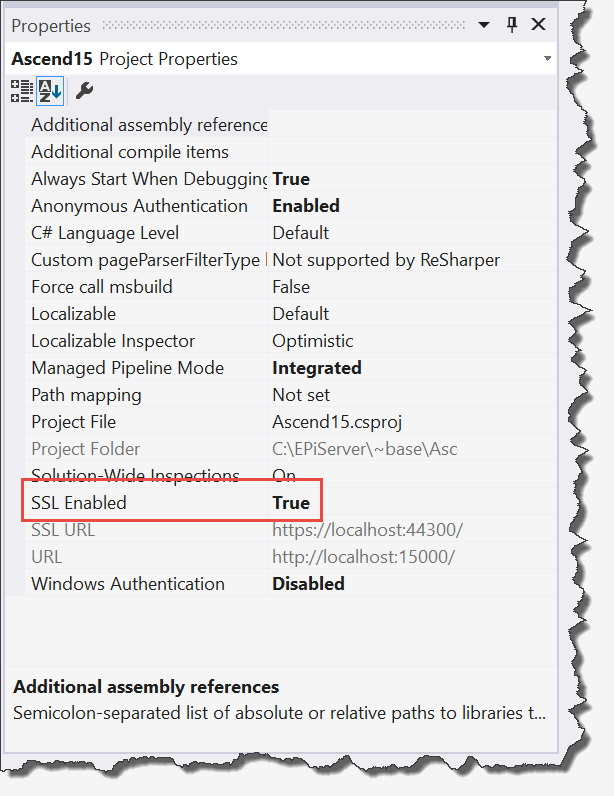 Properties
Ascend15 Project Properties
Additional assembly reference
Additional compile items
Always Start When Debugging True
Anonymous Authentication Enabled
C# Language Level Default
Custom pageParserFilterType Not supported by ReSharper
Force call msbuild False
Localizable Default
Localizable Inspector Optimistic
Managed Pipeline Mode Integrated
Path mapping Not set
Project File Ascend15.csproj
Project Folder C:\EPiServer\~base\Asc
Solution-Wide Inspections On
SSL Enabled True
SSL URL https://localhost:44300/
URL http://localhost:15000/
Windows Authentication Disabled
Additional assembly references
Semicolon-separated list of absolute or relative paths to libraries t...